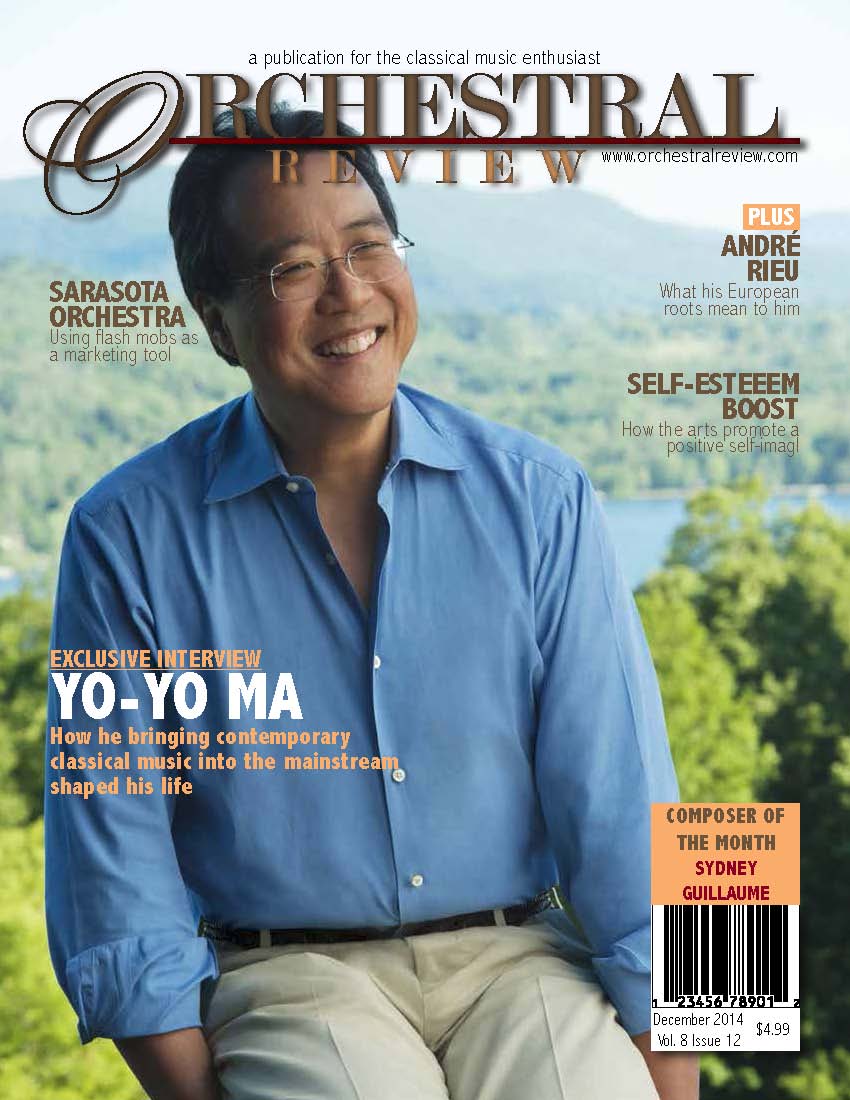 a publication for the classical music enthusiast
ORCHESTRAL
REVIEW
www.orchestralreview.com
PLUS
ANDRÉ
RIEU
What his European
roots mean to him
SARASOTA
ORCHESTRA
Using flash mobs as
a marketing tool
SELF-ESTEEEM
BOOST
How the arts promote a
positive self-imagl
EXCLUSIVE INTERVIEW
YO-YO MA
How he bringing contemporary
classical music into the mainstream
shaped his life
COMPOSER OF
THE MONTH
SYDNEY
GUILLAUME
1 23456 78901 2
December 2014
Vol. 8 Issue 12
$4.99